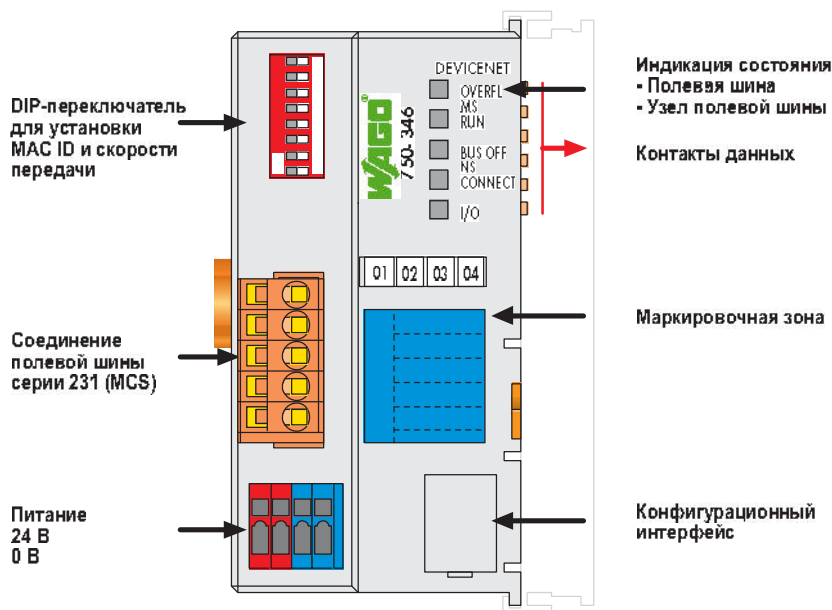 DIP-переключатель
для установки
MAC ID и скорости
передачи
Соединение
полевой шины
серии 231 (MCS)
Питание
24 В
0 В
WAGO®
750-346
DEVICENET
OVERFL
MS
RUN
BUS OFF
NS
CONNECT
I/O
01 02 03 04
Индикация состояния
- Полевая шина
- Узел полевой шины
Контакты данных
Маркировочная зона
Конфигурационный
интерфейс